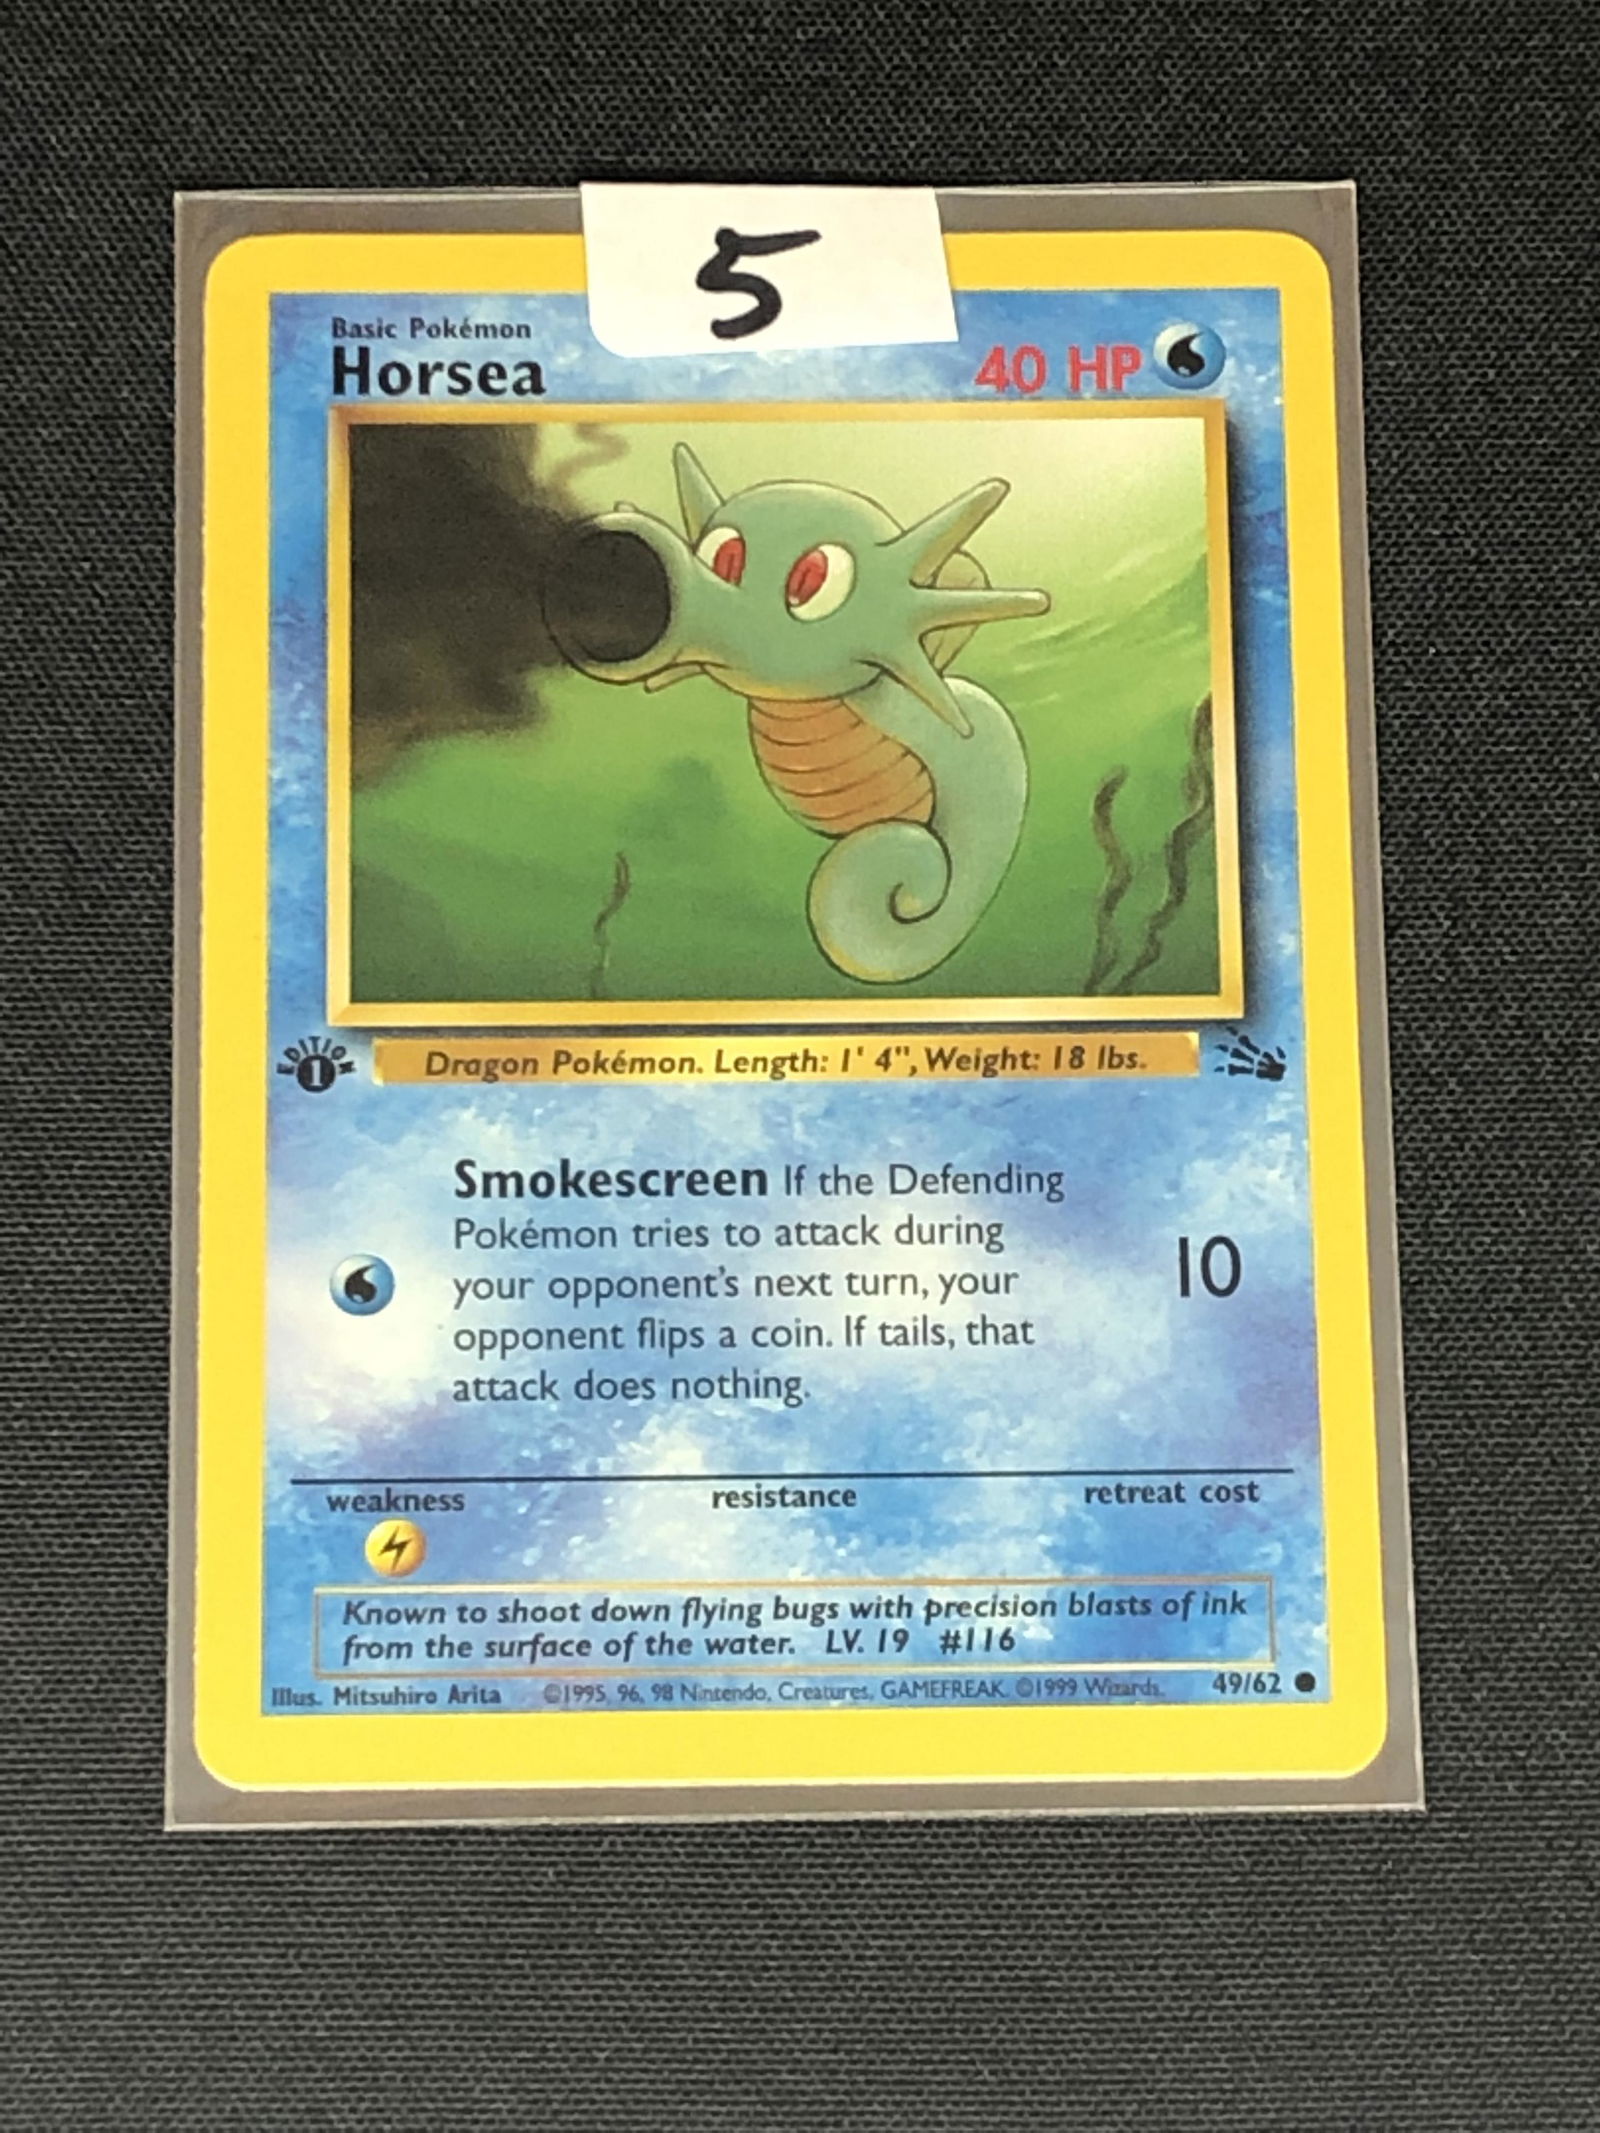 5
Basic Pokémon
Horsea
40 HP
EDITION
1
Dragon Pokémon. Length: 1' 4", Weight: 18 lbs.
Smokescreen If the Defending
Pokémon tries to attack during
your opponent's next turn, your
opponent flips a coin. If tails, that
attack does nothing.
10
weakness resistance retreat cost
Known to shoot down flying bugs with precision blasts of ink
from the surface of the water. LV. 19 #116
Illus. Mitsuhiro Arita ©1995, 96, 98 Nintendo, Creatures, GAMEFREAK. ©1999 Wizards. 49/62